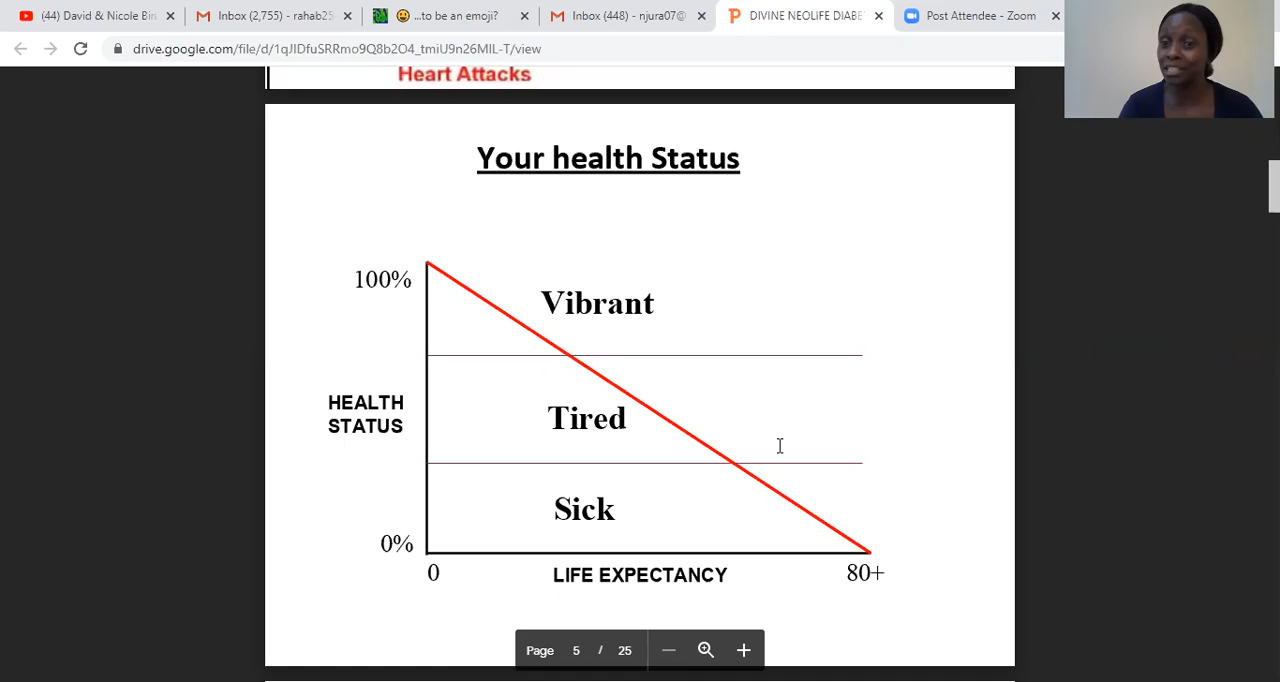 (44) David & Nicole Bin
Inbox (2,755) - rahab25
😀 ...to be an emoji?
Inbox (448) - njura07@
DIVINE NEOLIFE DIABE
Post Attendee - Zoom
drive.google.com/file/d/1qJIDfuSRRmo9Q8b2O4_tmiU9n26MIL-T/view
Heart Attacks
Your health Status
100%
Vibrant
HEALTH
STATUS
Tired
Sick
0%
0
LIFE EXPECTANCY
80+
Page 5 / 25